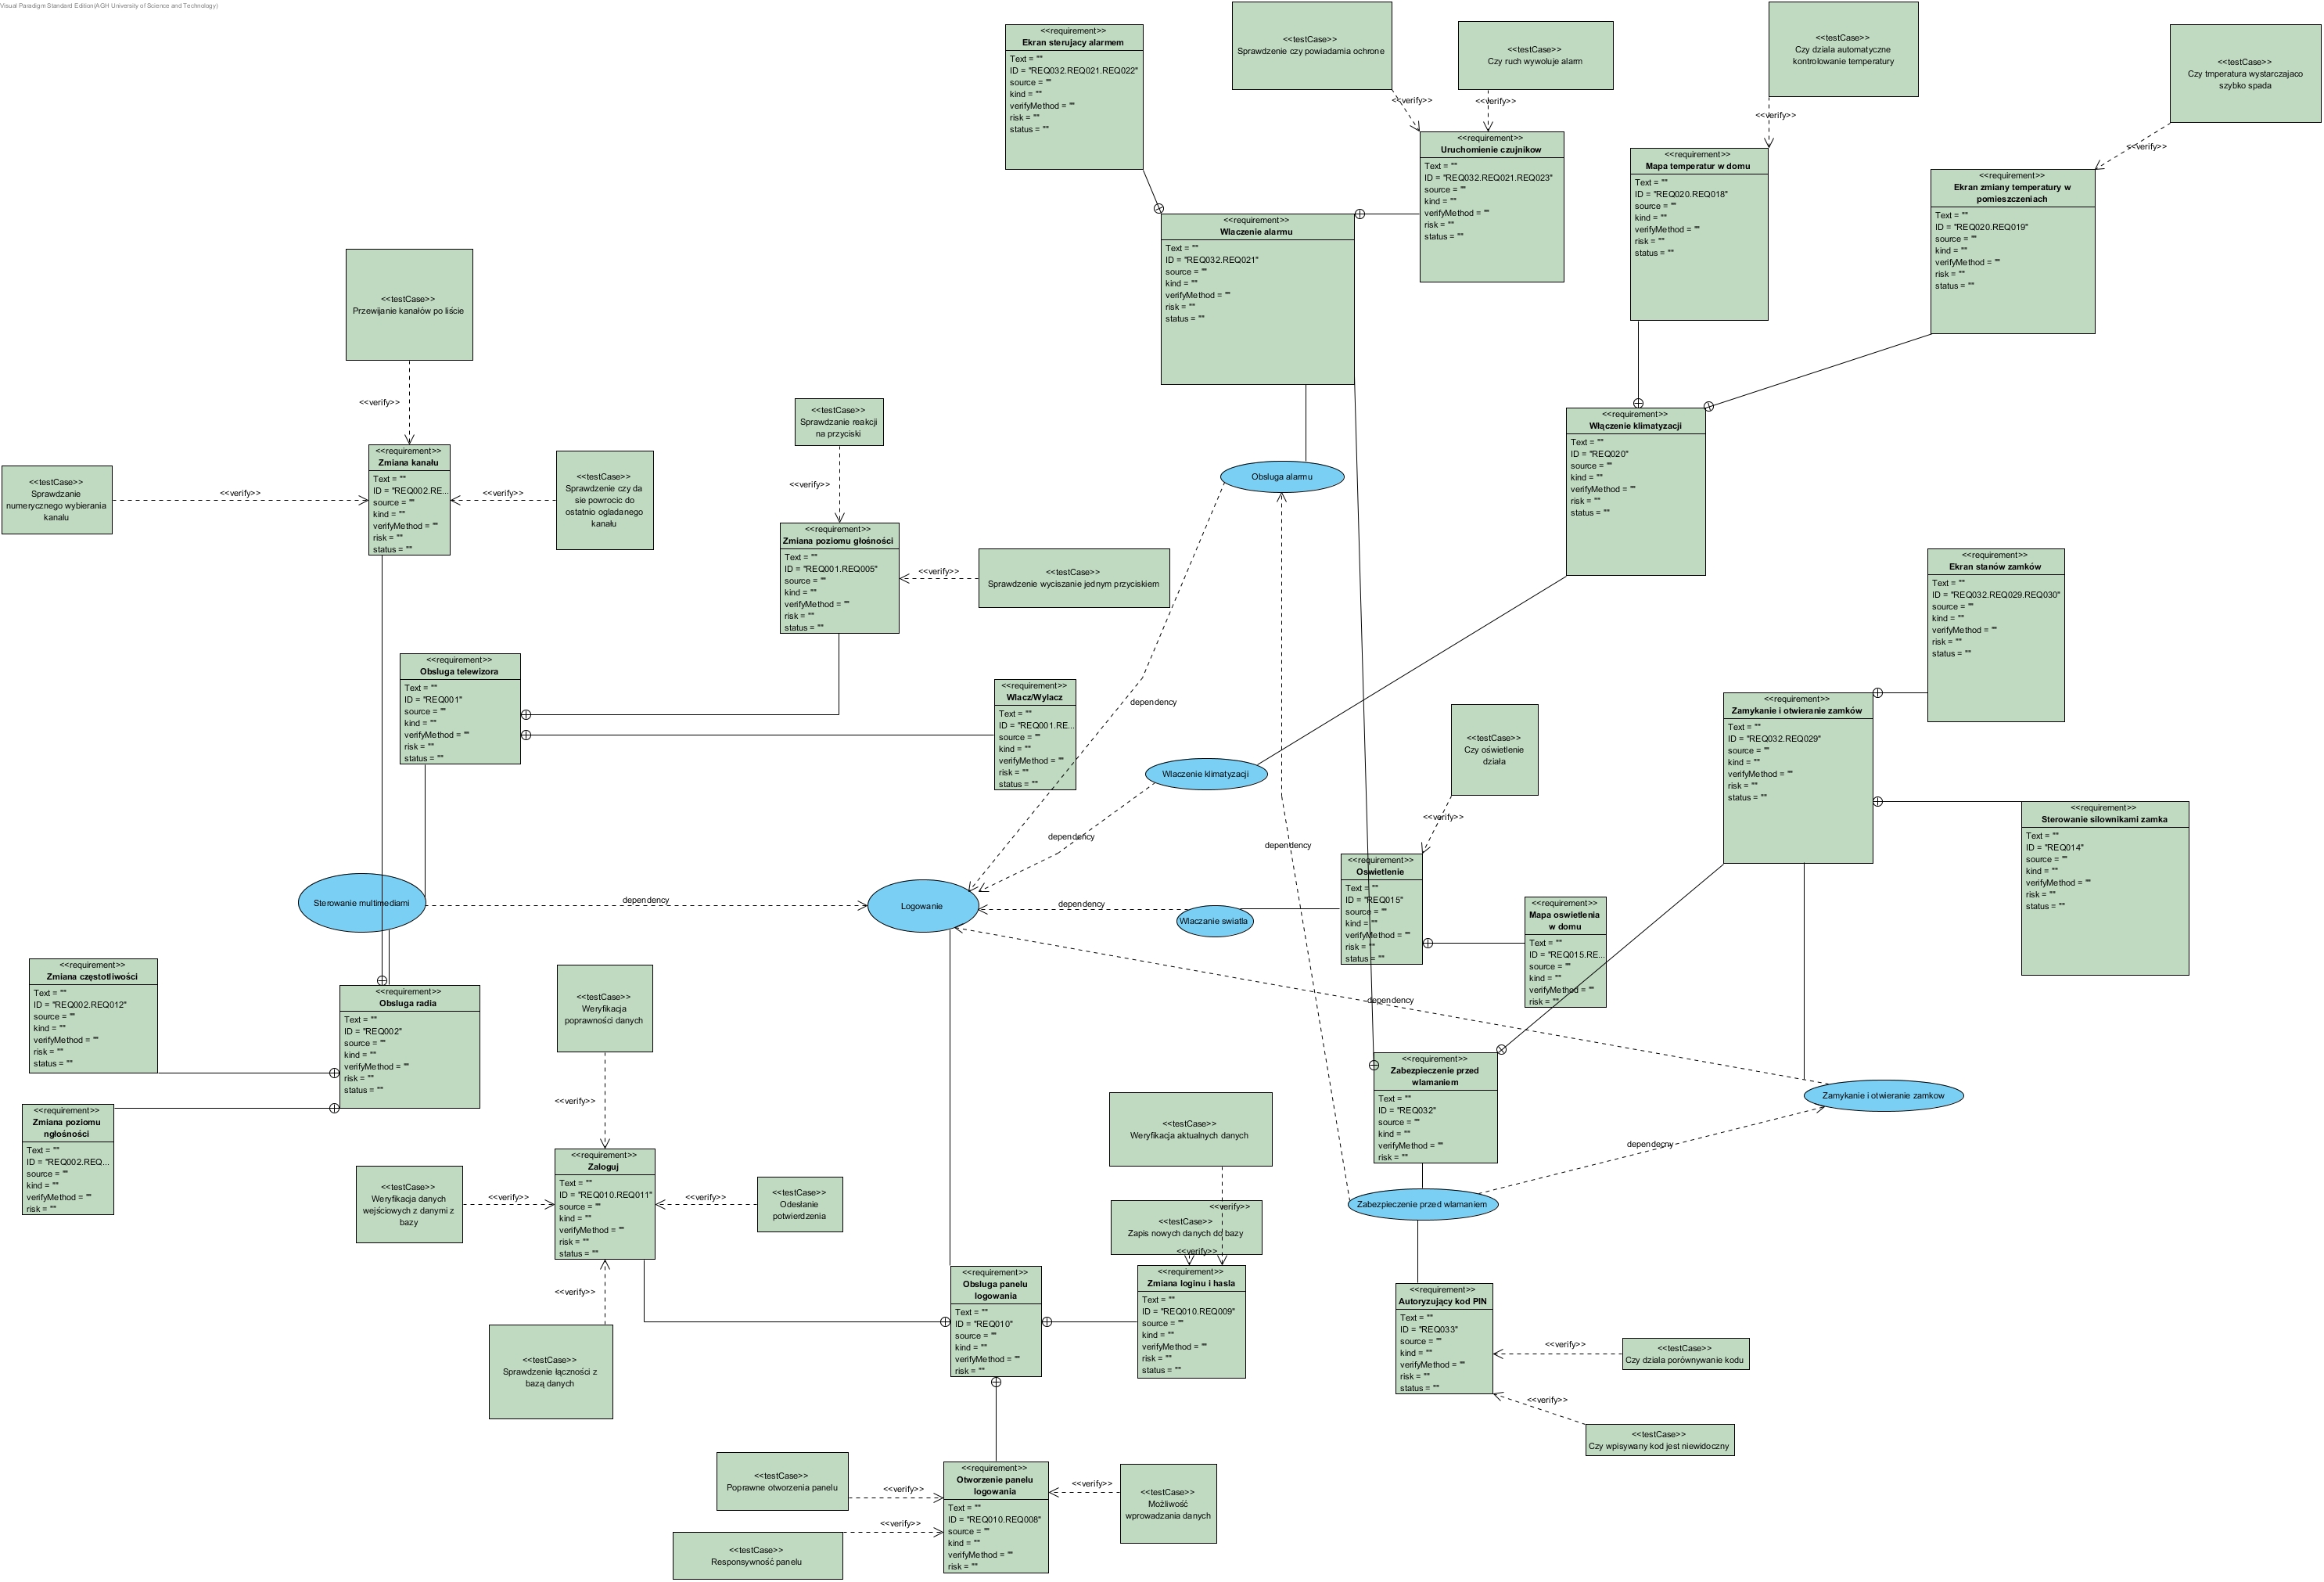 Visual Paradigm Standard Edition(AGH University of Science and Technology)
<<requirement>>
Ekran sterujacy alarmem
Text = ""
ID = "REQ032.REQ021.REQ022"
source = ""
kind = ""
verifyMethod = ""
risk = ""
status = ""
<<testCase>>
Sprawdzenie czy powiadamia ochrone
<<testCase>>
Czy ruch wywoluje alarm
<<testCase>>
Czy dziala automatyczne
kontrolowanie temperatury
<<testCase>>
Czy tmperatura wystarczajaco
szybko spada
<<verify>>
<<verify>>
<<verify>>
<<verify>>
<<requirement>>
Uruchomienie czujnikow
Text = ""
ID = "REQ032.REQ021.REQ023"
source = ""
kind = ""
verifyMethod = ""
risk = ""
status = ""
<<requirement>>
Mapa temperatur w domu
Text = ""
ID = "REQ020.REQ018"
source = ""
kind = ""
verifyMethod = ""
risk = ""
status = ""
<<requirement>>
Ekran zmiany temperatury w
pomieszczeniach
Text = ""
ID = "REQ020.REQ019"
source = ""
kind = ""
verifyMethod = ""
risk = ""
status = ""
<<requirement>>
Wlaczenie alarmu
Text = ""
ID = "REQ032.REQ021"
source = ""
kind = ""
verifyMethod = ""
risk = ""
status = ""
<<testCase>>
Przewijanie kanałów po liście
<<verify>>
<<testCase>>
Sprawdzanie
numerycznego wybierania
kanalu
<<verify>>
<<requirement>>
Zmiana kanału
Text = ""
ID = "REQ002.RE...
source = ""
kind = ""
verifyMethod = ""
risk = ""
status = ""
<<verify>>
<<testCase>>
Sprawdzenie czy da
sie powrocic do
ostatnio ogladanego
kanału
<<testCase>>
Sprawdzanie reakcji
na przyciski
<<verify>>
<<requirement>>
Zmiana poziomu głośności
Text = ""
ID = "REQ001.REQ005"
source = ""
kind = ""
verifyMethod = ""
risk = ""
status = ""
<<verify>>
<<testCase>>
Sprawdzenie wyciszanie jednym przyciskiem
Obsluga alarmu
<<requirement>>
Włączenie klimatyzacji
Text = ""
ID = "REQ020"
source = ""
kind = ""
verifyMethod = ""
risk = ""
status = ""
<<requirement>>
Ekran stanów zamków
Text = ""
ID = "REQ032.REQ029.REQ030"
source = ""
kind = ""
verifyMethod = ""
risk = ""
status = ""
<<requirement>>
Obsluga telewizora
Text = ""
ID = "REQ001"
source = ""
kind = ""
verifyMethod = ""
risk = ""
status = ""
<<requirement>>
Wlacz/Wylacz
Text = ""
ID = "REQ001.RE...
source = ""
kind = ""
verifyMethod = ""
risk = ""
status = ""
dependency
<<testCase>>
Czy oświetlenie
działa
<<verify>>
<<requirement>>
Zamykanie i otwieranie zamków
Text = ""
ID = "REQ032.REQ029"
source = ""
kind = ""
verifyMethod = ""
risk = ""
status = ""
Wlaczenie klimatyzacji
dependency
dependency
<<requirement>>
Sterowanie silownikami zamka
Text = ""
ID = "REQ014"
source = ""
kind = ""
verifyMethod = ""
risk = ""
status = ""
Sterowanie multimediami
dependency
Logowanie
dependency
Wlaczanie swiatla
<<requirement>>
Oswietlenie
Text = ""
ID = "REQ015"
source = ""
kind = ""
verifyMethod = ""
risk = ""
status = ""
<<requirement>>
Mapa oswietlenia
w domu
Text = ""
ID = "REQ015.RE...
source = ""
kind = ""
verifyMethod = ""
risk = ""
dependency
<<requirement>>
Zmiana częstotliwości
Text = ""
ID = "REQ002.REQ012"
source = ""
kind = ""
verifyMethod = ""
risk = ""
status = ""
<<requirement>>
Obsluga radia
Text = ""
ID = "REQ002"
source = ""
kind = ""
verifyMethod = ""
risk = ""
status = ""
<<testCase>>
Weryfikacja
poprawności danych
<<verify>>
<<requirement>>
Zmiana poziomu
ngłośności
Text = ""
ID = "REQ002.REQ...
source = ""
kind = ""
verifyMethod = ""
risk = ""
<<requirement>>
Zabezpieczenie przed
wlamaniem
Text = ""
ID = "REQ032"
source = ""
kind = ""
verifyMethod = ""
risk = ""
Zamykanie i otwieranie zamkow
dependecny
<<testCase>>
Weryfikacja aktualnych danych
<<verify>>
<<testCase>>
Zapis nowych danych do bazy
<<verify>>
Zabezpieczenie przed wlamaniem
<<testCase>>
Weryfikacja danych
wejściowych z danymi z
bazy
<<verify>>
<<requirement>>
Zaloguj
Text = ""
ID = "REQ010.REQ011"
source = ""
kind = ""
verifyMethod = ""
risk = ""
status = ""
<<verify>>
<<testCase>>
Odesłanie
potwierdzenia
<<verify>>
<<testCase>>
Sprawdzenie łączności z
bazą danych
<<requirement>>
Obsluga panelu
logowania
Text = ""
ID = "REQ010"
source = ""
kind = ""
verifyMethod = ""
risk = ""
<<requirement>>
Zmiana loginu i hasla
Text = ""
ID = "REQ010.REQ009"
source = ""
kind = ""
verifyMethod = ""
risk = ""
status = ""
<<requirement>>
Autoryzujący kod PIN
Text = ""
ID = "REQ033"
source = ""
kind = ""
verifyMethod = ""
risk = ""
status = ""
<<verify>>
<<testCase>>
Czy dziala porównywanie kodu
<<verify>>
<<testCase>>
Czy wpisywany kod jest niewidoczny
<<testCase>>
Poprawne otworzenia panelu
<<verify>>
<<requirement>>
Otworzenie panelu
logowania
Text = ""
ID = "REQ010.REQ008"
source = ""
kind = ""
verifyMethod = ""
risk = ""
<<verify>>
<<testCase>>
Możliwość
wprowadzania danych
<<verify>>
<<testCase>>
Responsywność panelu